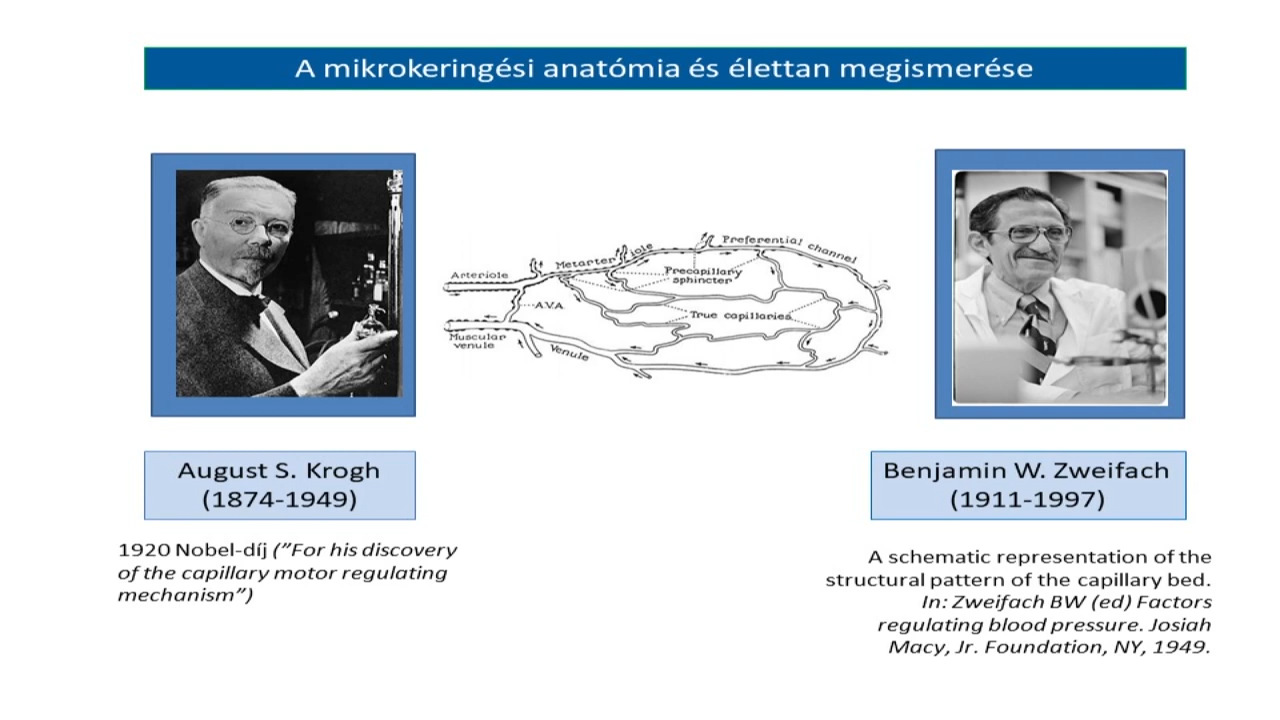 A mikrokeringési anatómia és élettan megismerése
Arteriole
Metarteriole
Preferential channel
Precapillary
sphincter
A.V.A.
True capillaries
Muscular
venule
Venule
August S. Krogh
(1874-1949)
Benjamin W. Zweifach
(1911-1997)
1920 Nobel-díj (”For his discovery
of the capillary motor regulating
mechanism”)
A schematic representation of the
structural pattern of the capillary bed.
In: Zweifach BW (ed) Factors
regulating blood pressure. Josiah
Macy, Jr. Foundation, NY, 1949.